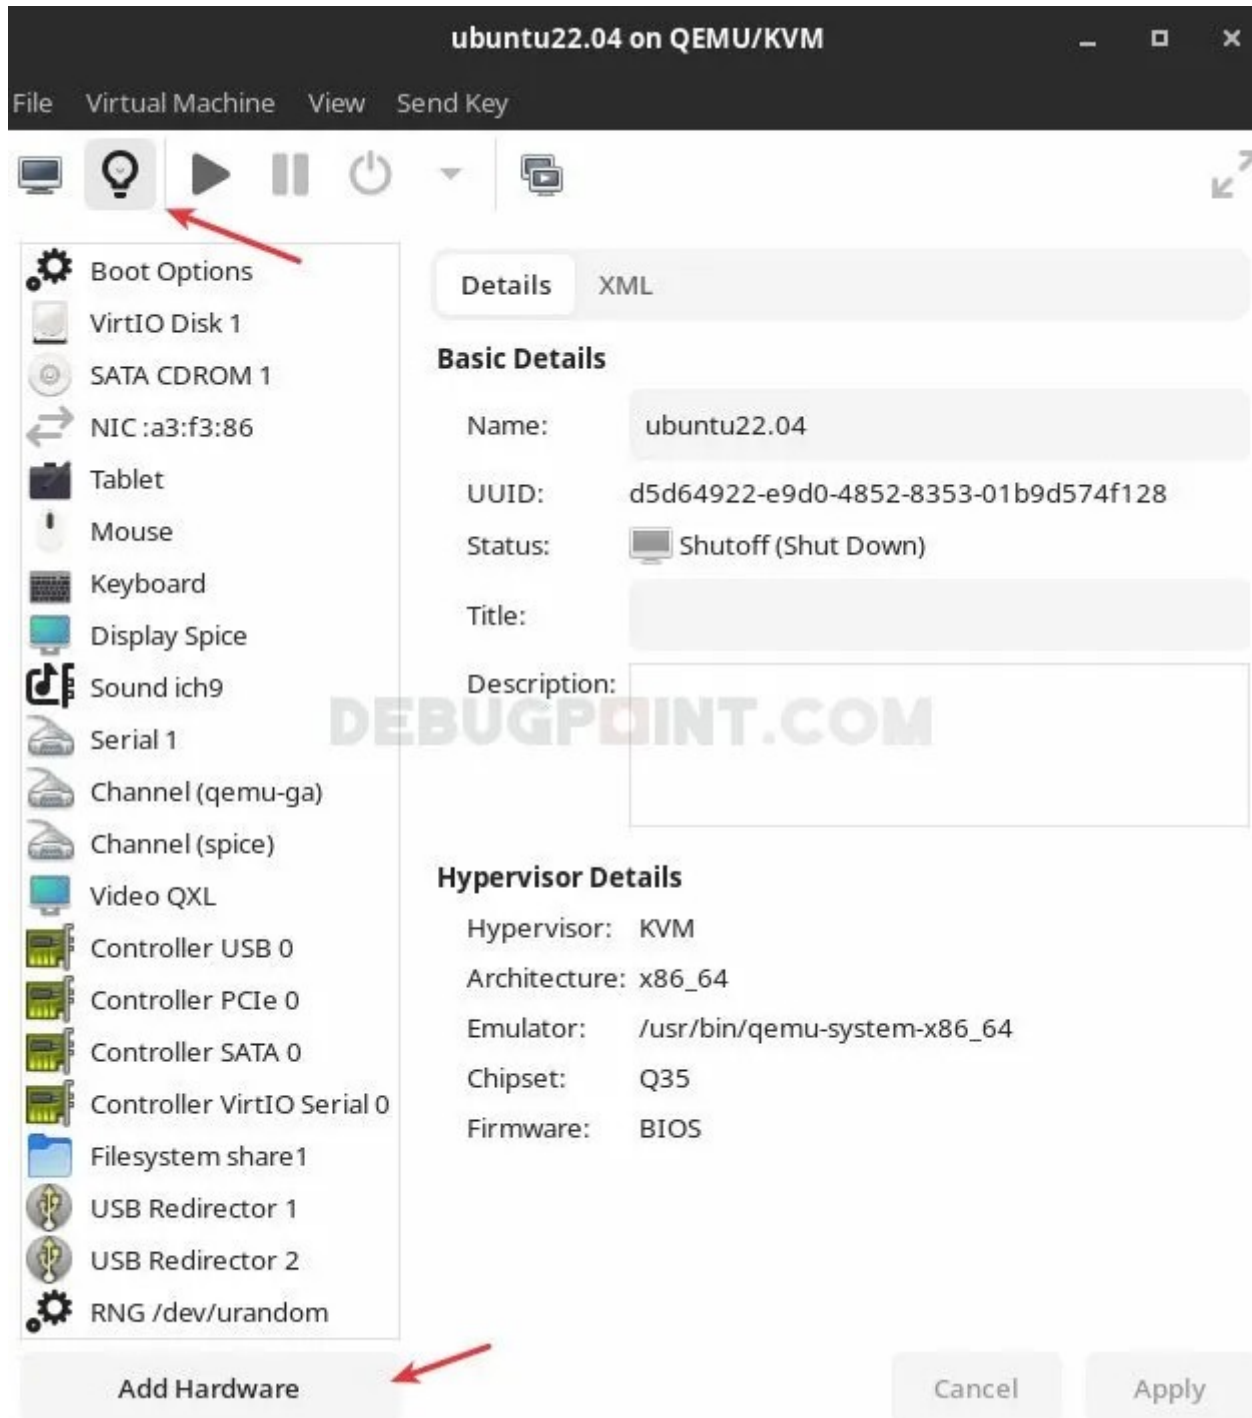 ubuntu22.04 on QEMU/KVM
File Virtual Machine View Send Key
Boot Options
VirtIO Disk 1
SATA CDROM 1
NIC :a3:f3:86
Tablet
Mouse
Keyboard
Display Spice
Sound ich9
Serial 1
Channel (qemu-ga)
Channel (spice)
Video QXL
Controller USB 0
Controller PCIe 0
Controller SATA 0
Controller VirtIO Serial 0
Filesystem share1
USB Redirector 1
USB Redirector 2
RNG /dev/urandom
Add Hardware
Details XML
Basic Details
Name: ubuntu22.04
UUID: d5d64922-e9d0-4852-8353-01b9d574f128
Status: Shutoff (Shut Down)
Title:
Description:
DEBUGPOINT.COM
Hypervisor Details
Hypervisor: KVM
Architecture: x86_64
Emulator: /usr/bin/qemu-system-x86_64
Chipset: Q35
Firmware: BIOS
Cancel Apply